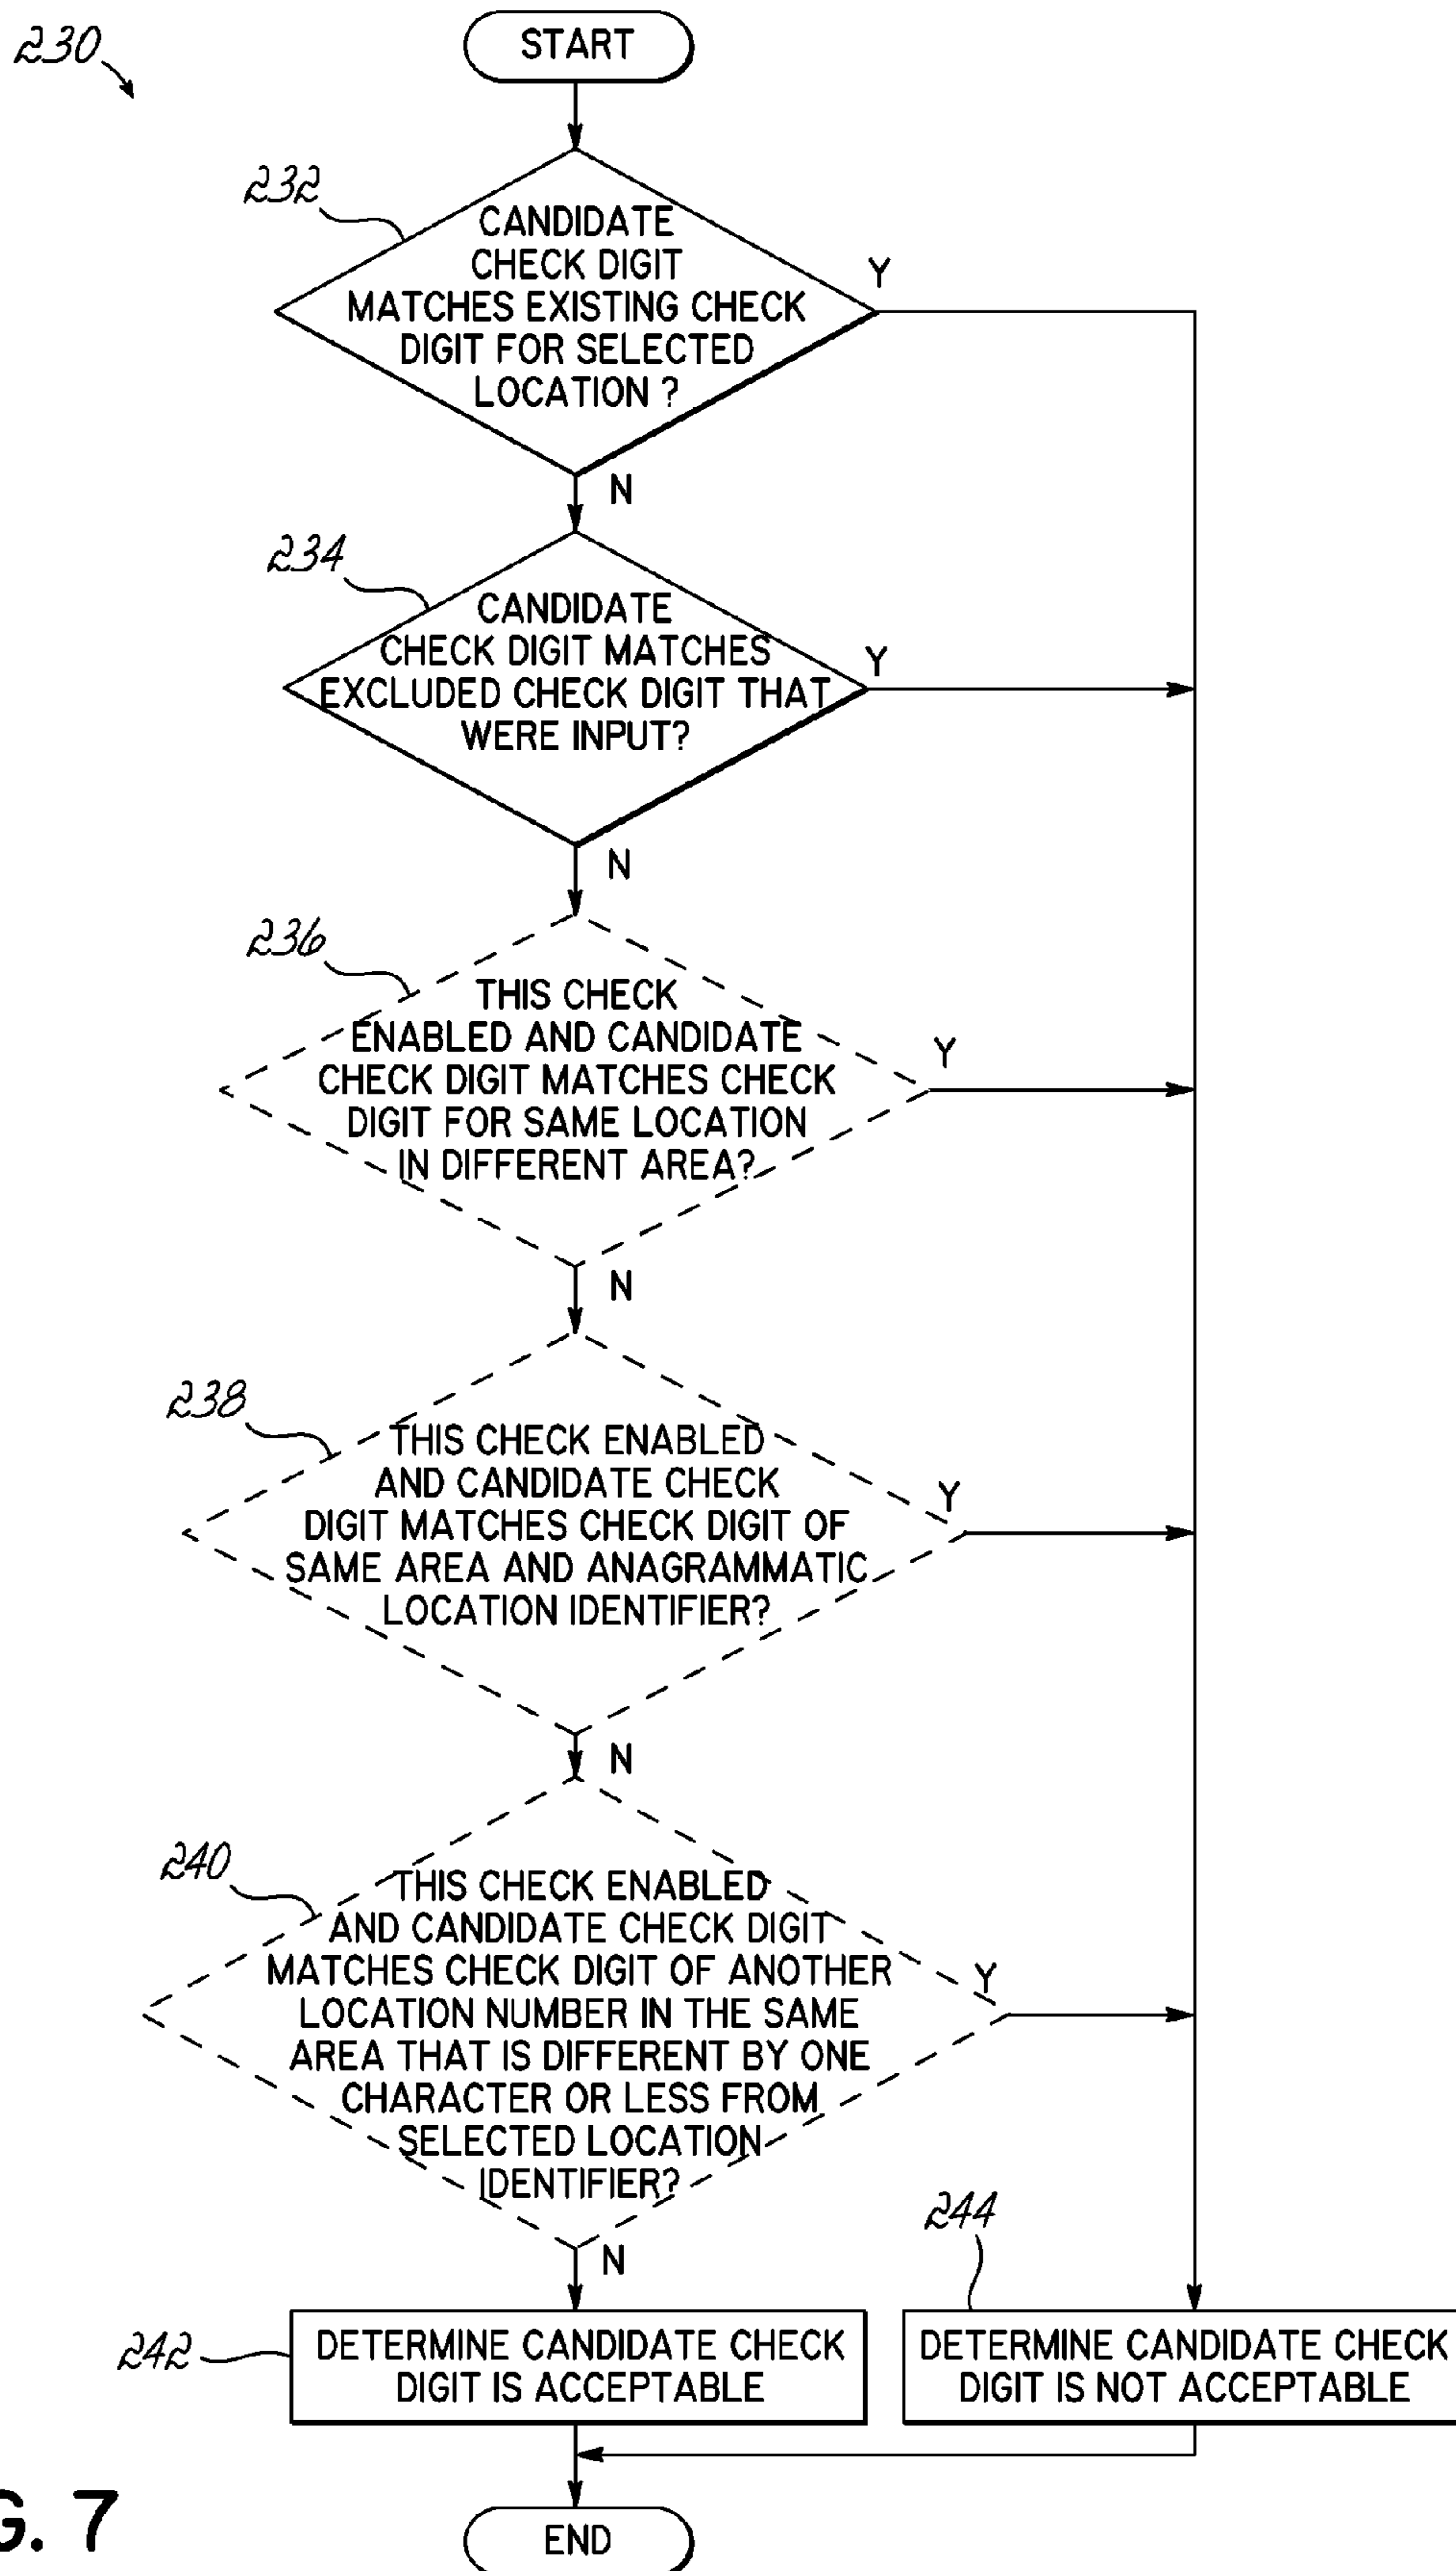 230
START
232
CANDIDATE
CHECK DIGIT
MATCHES EXISTING CHECK
DIGIT FOR SELECTED
LOCATION ?
Y
N
234
CANDIDATE
CHECK DIGIT MATCHES
EXCLUDED CHECK DIGIT THAT
WERE INPUT?
Y
N
236
THIS CHECK
ENABLED AND CANDIDATE
CHECK DIGIT MATCHES CHECK
DIGIT FOR SAME LOCATION
IN DIFFERENT AREA?
Y
N
238
THIS CHECK ENABLED
AND CANDIDATE CHECK
DIGIT MATCHES CHECK DIGIT OF
SAME AREA AND ANAGRAMMATIC
LOCATION IDENTIFIER?
Y
N
240
THIS CHECK ENABLED
AND CANDIDATE CHECK DIGIT
MATCHES CHECK DIGIT OF ANOTHER
LOCATION NUMBER IN THE SAME
AREA THAT IS DIFFERENT BY ONE
CHARACTER OR LESS FROM
SELECTED LOCATION
IDENTIFIER?
Y
N
242
DETERMINE CANDIDATE CHECK
DIGIT IS ACCEPTABLE
244
DETERMINE CANDIDATE CHECK
DIGIT IS NOT ACCEPTABLE
END
G. 7